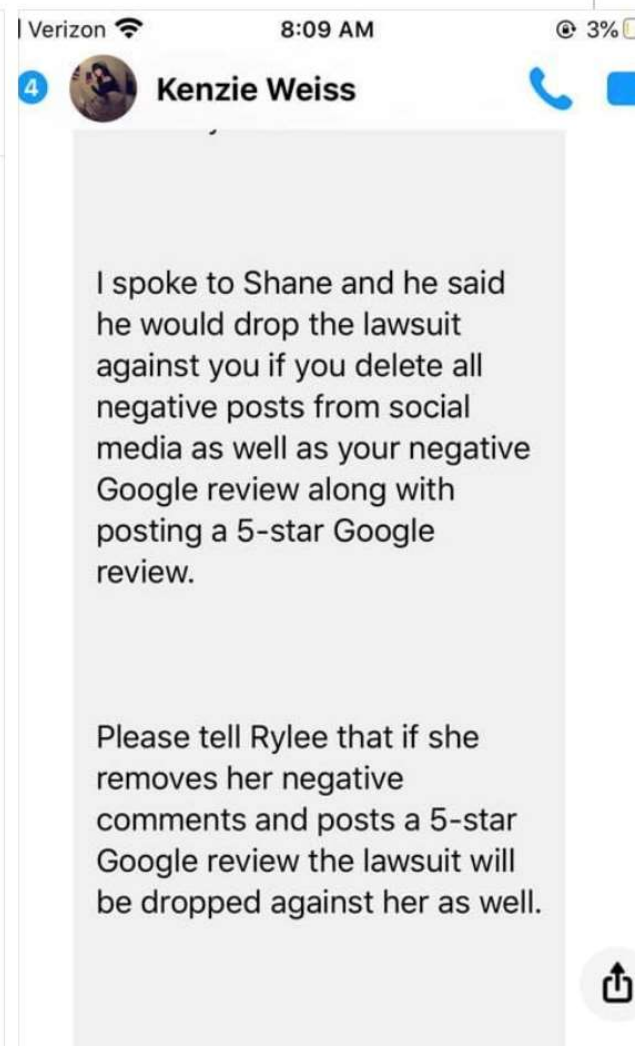 Verizon
8:09 AM
3%
4
Kenzie Weiss
I spoke to Shane and he said
he would drop the lawsuit
against you if you delete all
negative posts from social
media as well as your negative
Google review along with
posting a 5-star Google
review.
Please tell Rylee that if she
removes her negative
comments and posts a 5-star
Google review the lawsuit will
be dropped against her as well.